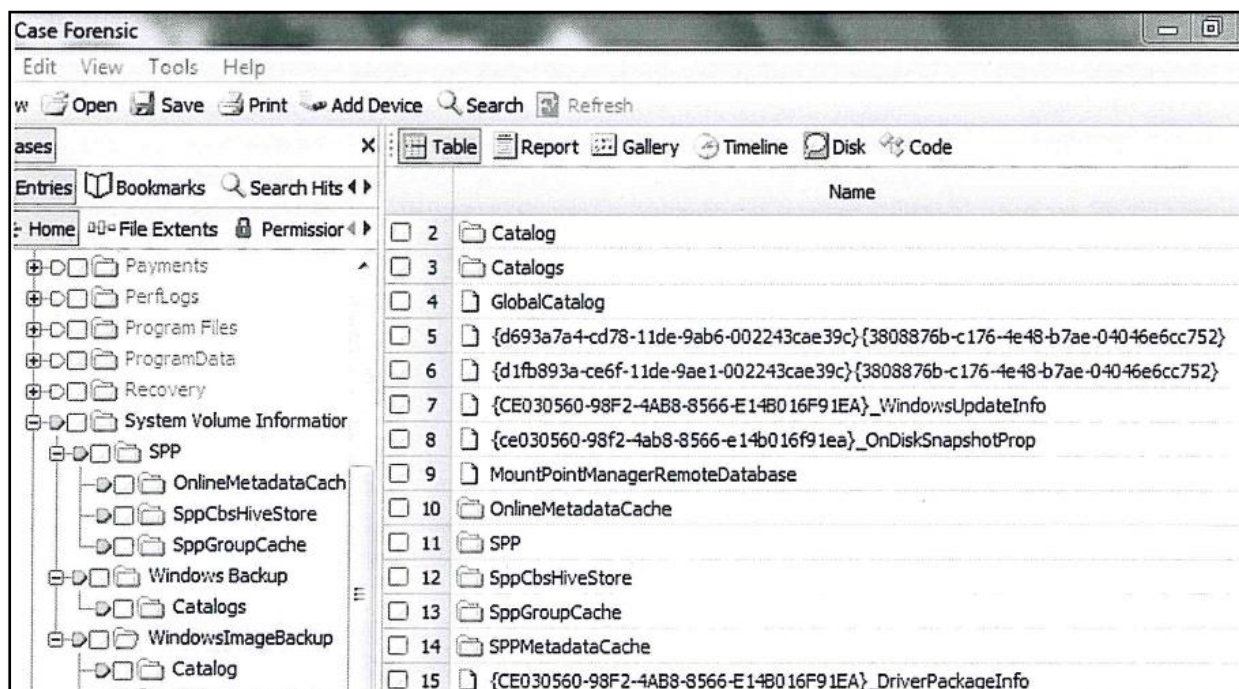 Case Forensic
Edit View Tools Help
w Open Save Print Add Device Search Refresh
ases
Entries Bookmarks Search Hits
Home File Extents Permissior
Payments
PerfLogs
Program Files
ProgramData
Recovery
System Volume Informatior
SPP
OnlineMetadataCach
SppCbsHiveStore
SppGroupCache
Windows Backup
Catalogs
WindowsImageBackup
Catalog
Table Report Gallery Timeline Disk Code
Name
2 Catalog
3 Catalogs
4 GlobalCatalog
5 {d693a7a4-cd78-11de-9ab6-002243cae39c}{3808876b-c176-4e48-b7ae-04046e6cc752}
6 {d1fb893a-ce6f-11de-9ae1-002243cae39c}{3808876b-c176-4e48-b7ae-04046e6cc752}
7 {CE030560-98F2-4AB8-8566-E14B016F91EA}_WindowsUpdateInfo
8 {ce030560-98f2-4ab8-8566-e14b016f91ea}_OnDiskSnapshotProp
9 MountPointManagerRemoteDatabase
10 OnlineMetadataCache
11 SPP
12 SppCbsHiveStore
13 SppGroupCache
14 SPPMetadataCache
15 {CE030560-98F2-4AB8-8566-E14B016F91EA}_DriverPackageInfo